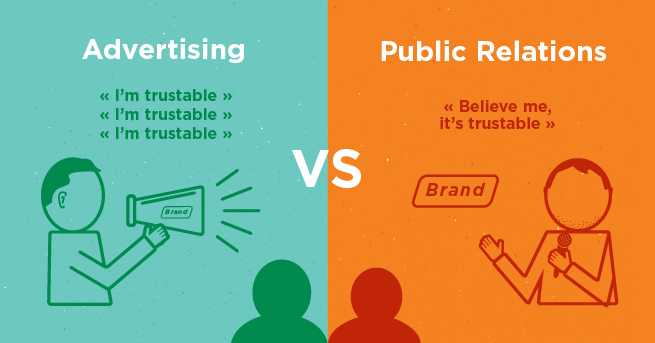 Advertising
« I’m trustable »
« I’m trustable »
« I’m trustable »
Brand
VS
Public Relations
« Believe me,
it’s trustable »
Brand